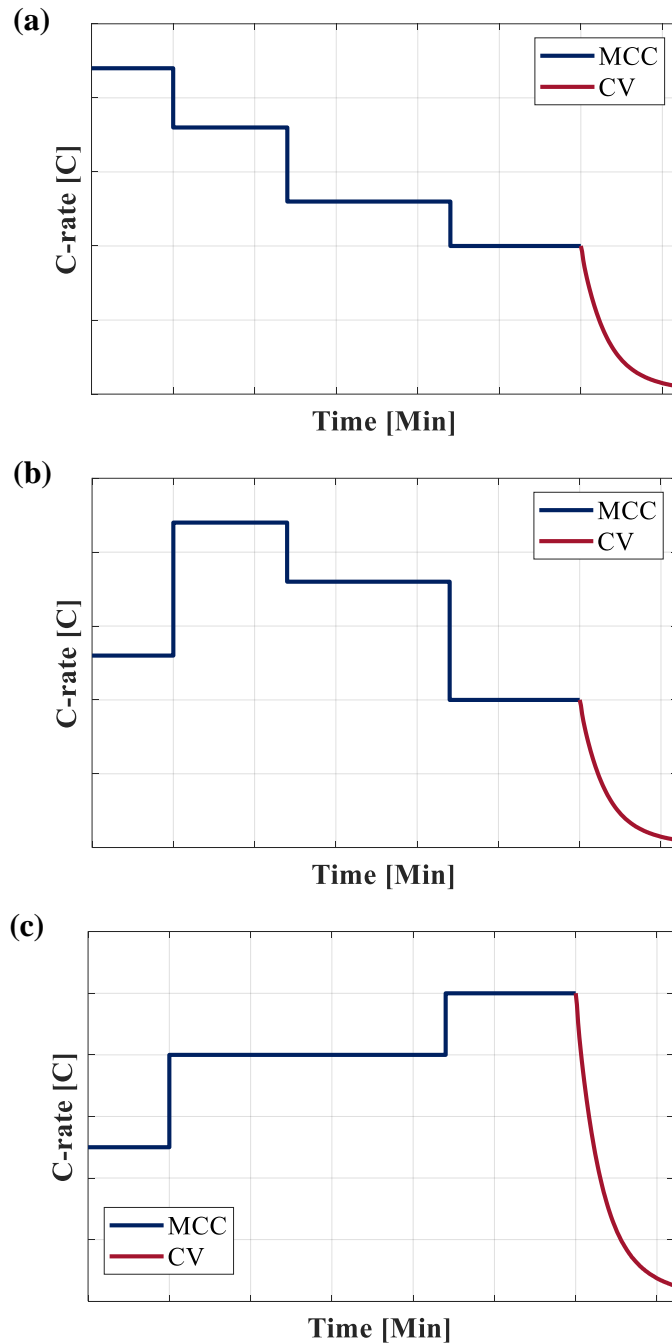 (a)
MCC
CV
C-rate [C]
Time [Min]
(b)
MCC
CV
C-rate [C]
Time [Min]
(c)
C-rate [C]
MCC
CV
Time [Min]